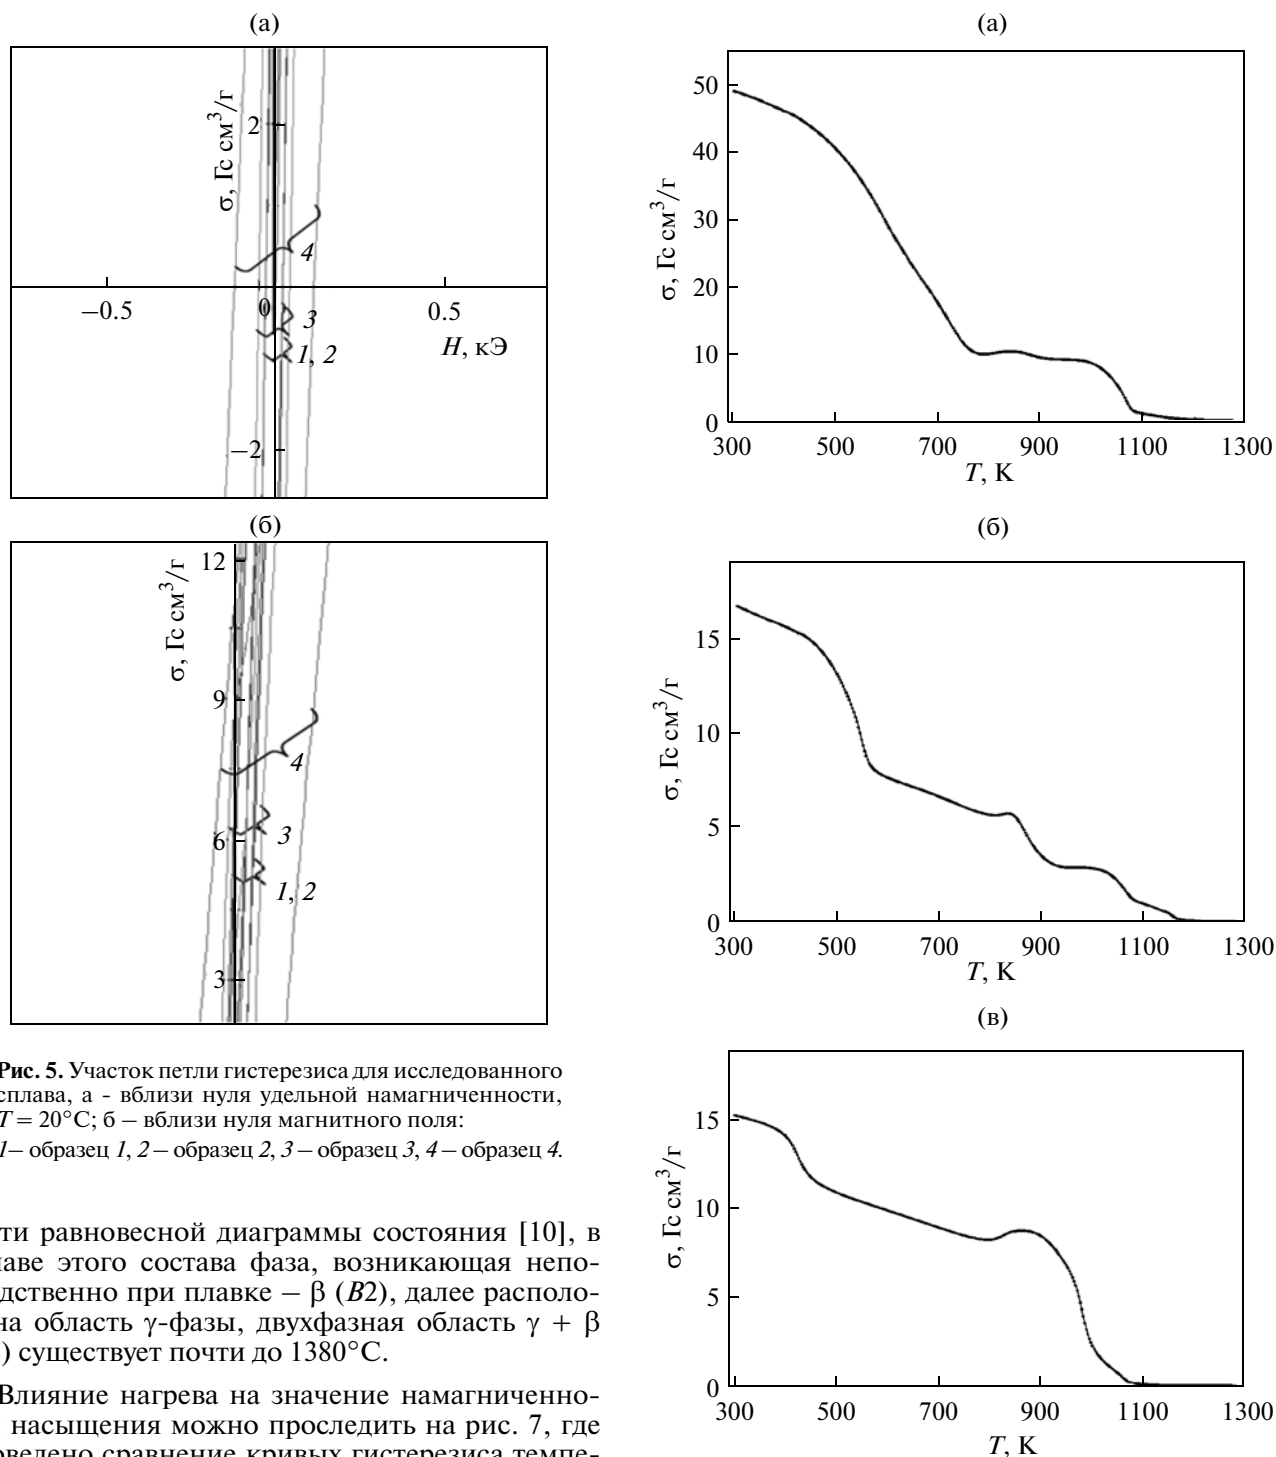 (а)
σ, Гс см³/г
2
4
−0.5
0
0.5
3
H, кЭ
1, 2
−2
(б)
σ, Гс см³/г
12
9
4
6
3
1, 2
3
Рис. 5. Участок петли гистерезиса для исследованного
сплава, а - вблизи нуля удельной намагниченности,
T = 20°C; б – вблизи нуля магнитного поля:
1– образец 1, 2 – образец 2, 3 – образец 3, 4 – образец 4.
ти равновесной диаграммы состояния [10], в
лаве этого состава фаза, возникающая непо-
дственно при плавке – β (B2), далее располо-
на область γ-фазы, двухфазная область γ + β
) существует почти до 1380°C.
Влияние нагрева на значение намагниченно-
насыщения можно проследить на рис. 7, где
оведено сравнение кривых гистерезиса темпе-
(а)
σ, Гс см³/г
50
40
30
20
10
0
300 500 700 900 1100 1300
T, K
(б)
σ, Гс см³/г
15
10
5
0
300 500 700 900 1100 1300
T, K
(в)
σ, Гс см³/г
15
10
5
0
300 500 700 900 1100 1300
T, K